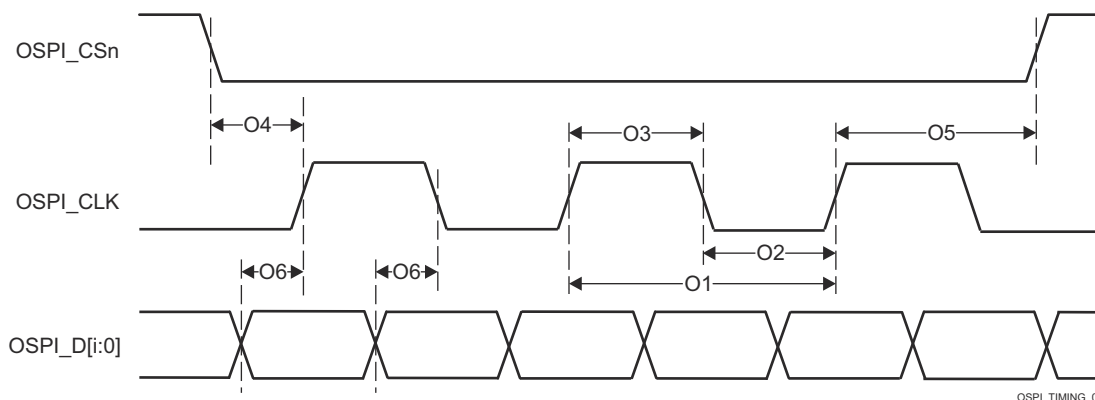 OSPI_CSn
O4
O3
O5
OSPI_CLK
O6
O6
O2
O1
OSPI_D[i:0]